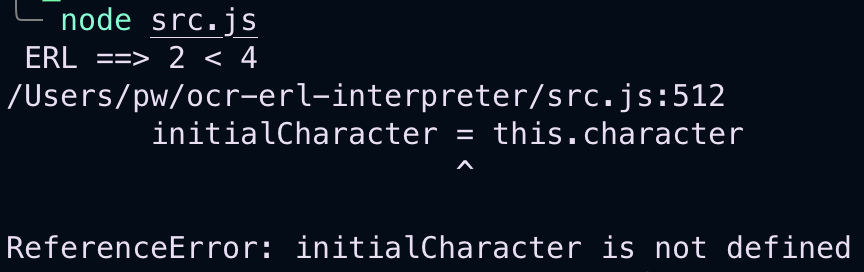 node src.js
ERL ==> 2 < 4
/Users/pw/ocr-erl-interpreter/src.js:512
initialCharacter = this.character
^
ReferenceError: initialCharacter is not defined